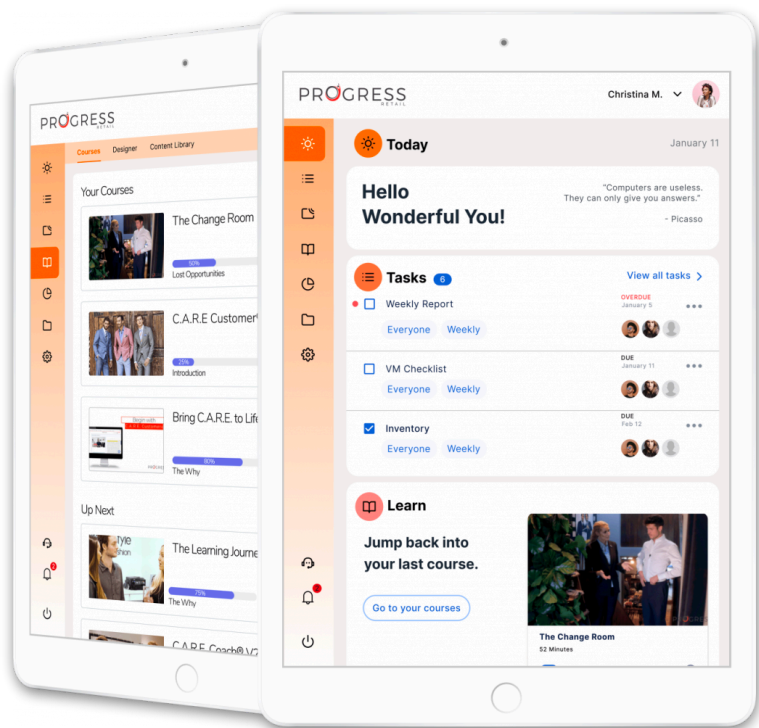 PROGRESS
RETAIL
Courses Designer Content Library
Your Courses
The Change Room
50%
Lost Opportunities
C.A.R.E Customer
25%
Introduction
Begin with
Bring C.A.R.E. to Life
80%
The Why
Up Next
The Learning Journe
75%
The Why
C.A.R.E. Coach® V2
PROGRESS
RETAIL
Christina M.
Today
January 11
Hello
Wonderful You!
"Computers are useless.
They can only give you answers."
- Picasso
Tasks 6
View all tasks
Weekly Report
OVERDUE
January 5
Everyone Weekly
VM Checklist
DUE
January 11
Everyone Weekly
Inventory
DUE
Feb 12
Everyone Weekly
Learn
Jump back into
your last course.
Go to your courses
The Change Room
52 Minutes